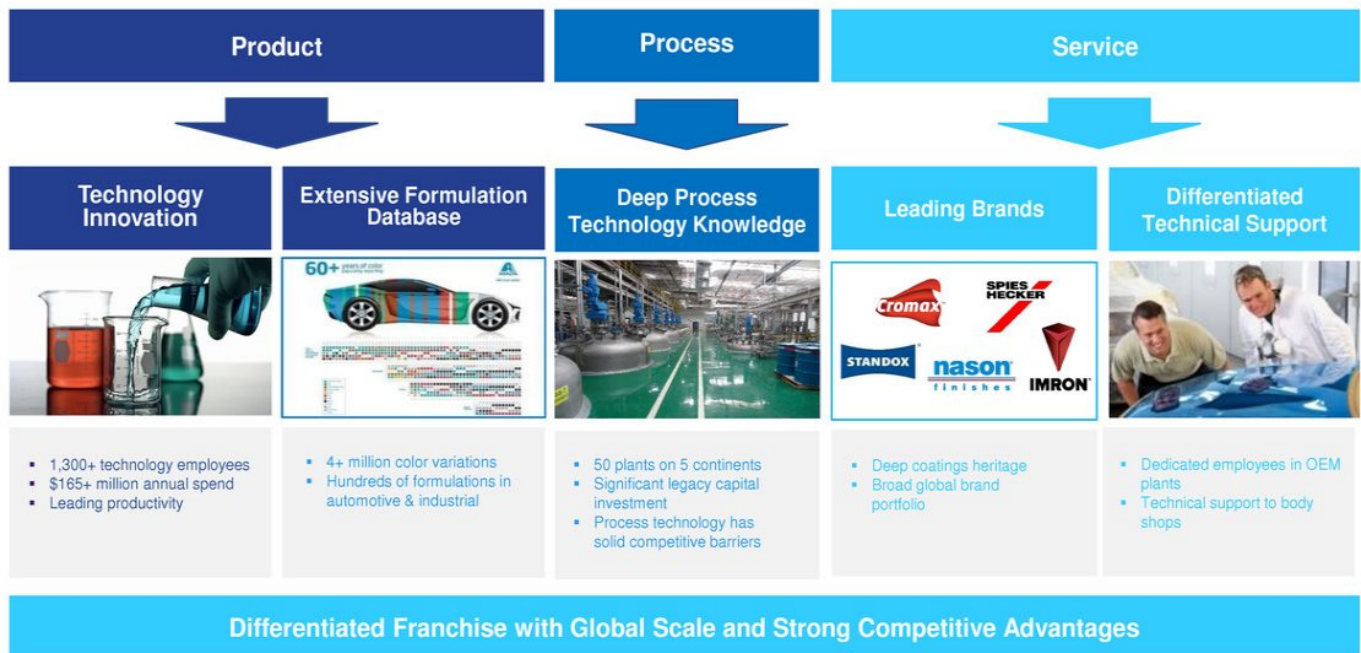 Product
Process
Service
Technology
Innovation
Extensive Formulation
Database
Deep Process
Technology Knowledge
Leading Brands
Differentiated
Technical Support
60+ years of color
Cromax
SPIES
HECKER
STANDOX
nason
finishes
IMRON
▪ 1,300+ technology employees
▪ $165+ million annual spend
▪ Leading productivity
▪ 4+ million color variations
▪ Hundreds of formulations in
automotive & industrial
▪ 50 plants on 5 continents
▪ Significant legacy capital
investment
▪ Process technology has
solid competitive barriers
▪ Deep coatings heritage
▪ Broad global brand
portfolio
▪ Dedicated employees in OEM
plants
▪ Technical support to body
shops
Differentiated Franchise with Global Scale and Strong Competitive Advantages